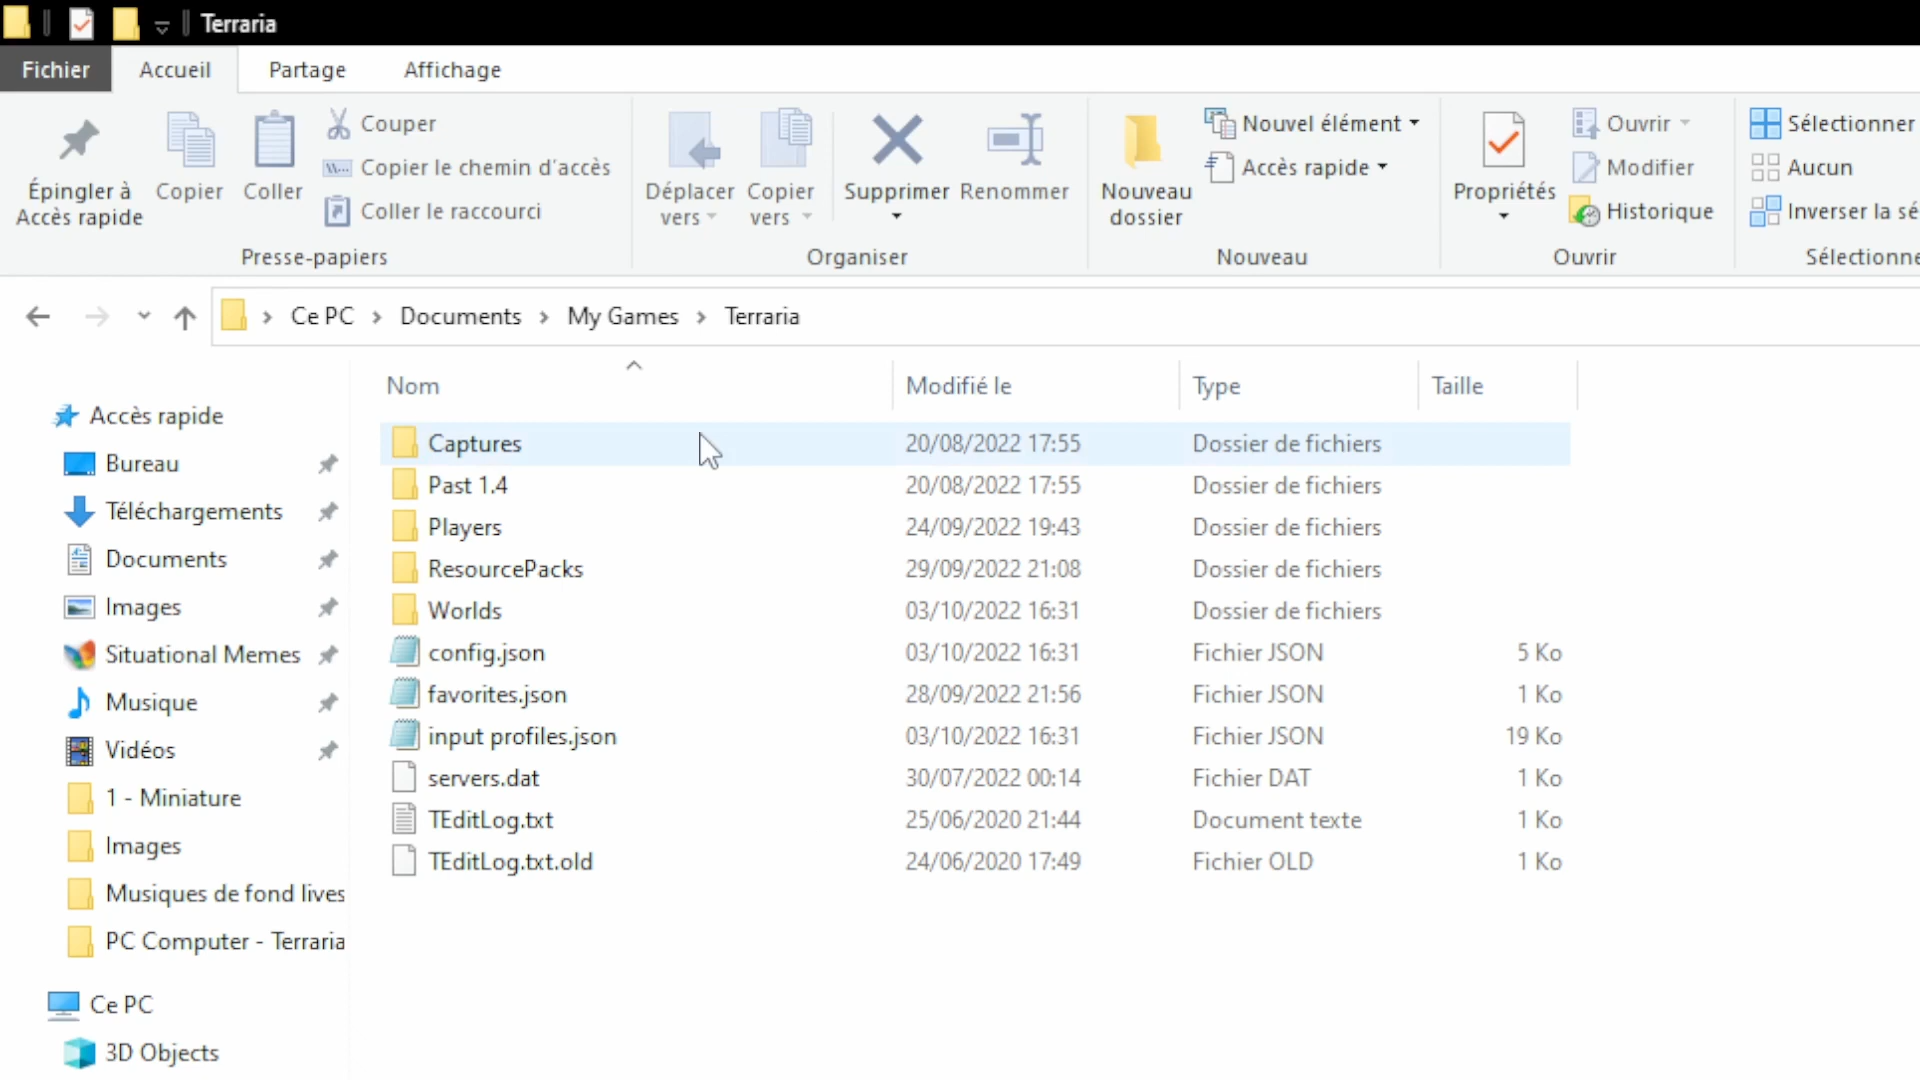 Terraria
Fichier Accueil Partage Affichage
Épingler à Accès rapide
Copier
Coller
Couper
Copier le chemin d'accès
Coller le raccourci
Presse-papiers
Déplacer vers
Copier vers
Supprimer
Renommer
Organiser
Nouveau dossier
Nouvel élément
Accès rapide
Nouveau
Propriétés
Ouvrir
Modifier
Historique
Ouvrir
Sélectionner
Aucun
Inverser la sé
Sélectionne
Ce PC > Documents > My Games > Terraria
Accès rapide
Bureau
Téléchargements
Documents
Images
Situational Memes
Musique
Vidéos
1 - Miniature
Images
Musiques de fond lives
PC Computer - Terraria
Ce PC
3D Objects
Nom Modifié le Type Taille
Captures 20/08/2022 17:55 Dossier de fichiers
Past 1.4 20/08/2022 17:55 Dossier de fichiers
Players 24/09/2022 19:43 Dossier de fichiers
ResourcePacks 29/09/2022 21:08 Dossier de fichiers
Worlds 03/10/2022 16:31 Dossier de fichiers
config.json 03/10/2022 16:31 Fichier JSON 5 Ko
favorites.json 28/09/2022 21:56 Fichier JSON 1 Ko
input profiles.json 03/10/2022 16:31 Fichier JSON 19 Ko
servers.dat 30/07/2022 00:14 Fichier DAT 1 Ko
TEditLog.txt 25/06/2020 21:44 Document texte 1 Ko
TEditLog.txt.old 24/06/2020 17:49 Fichier OLD 1 Ko